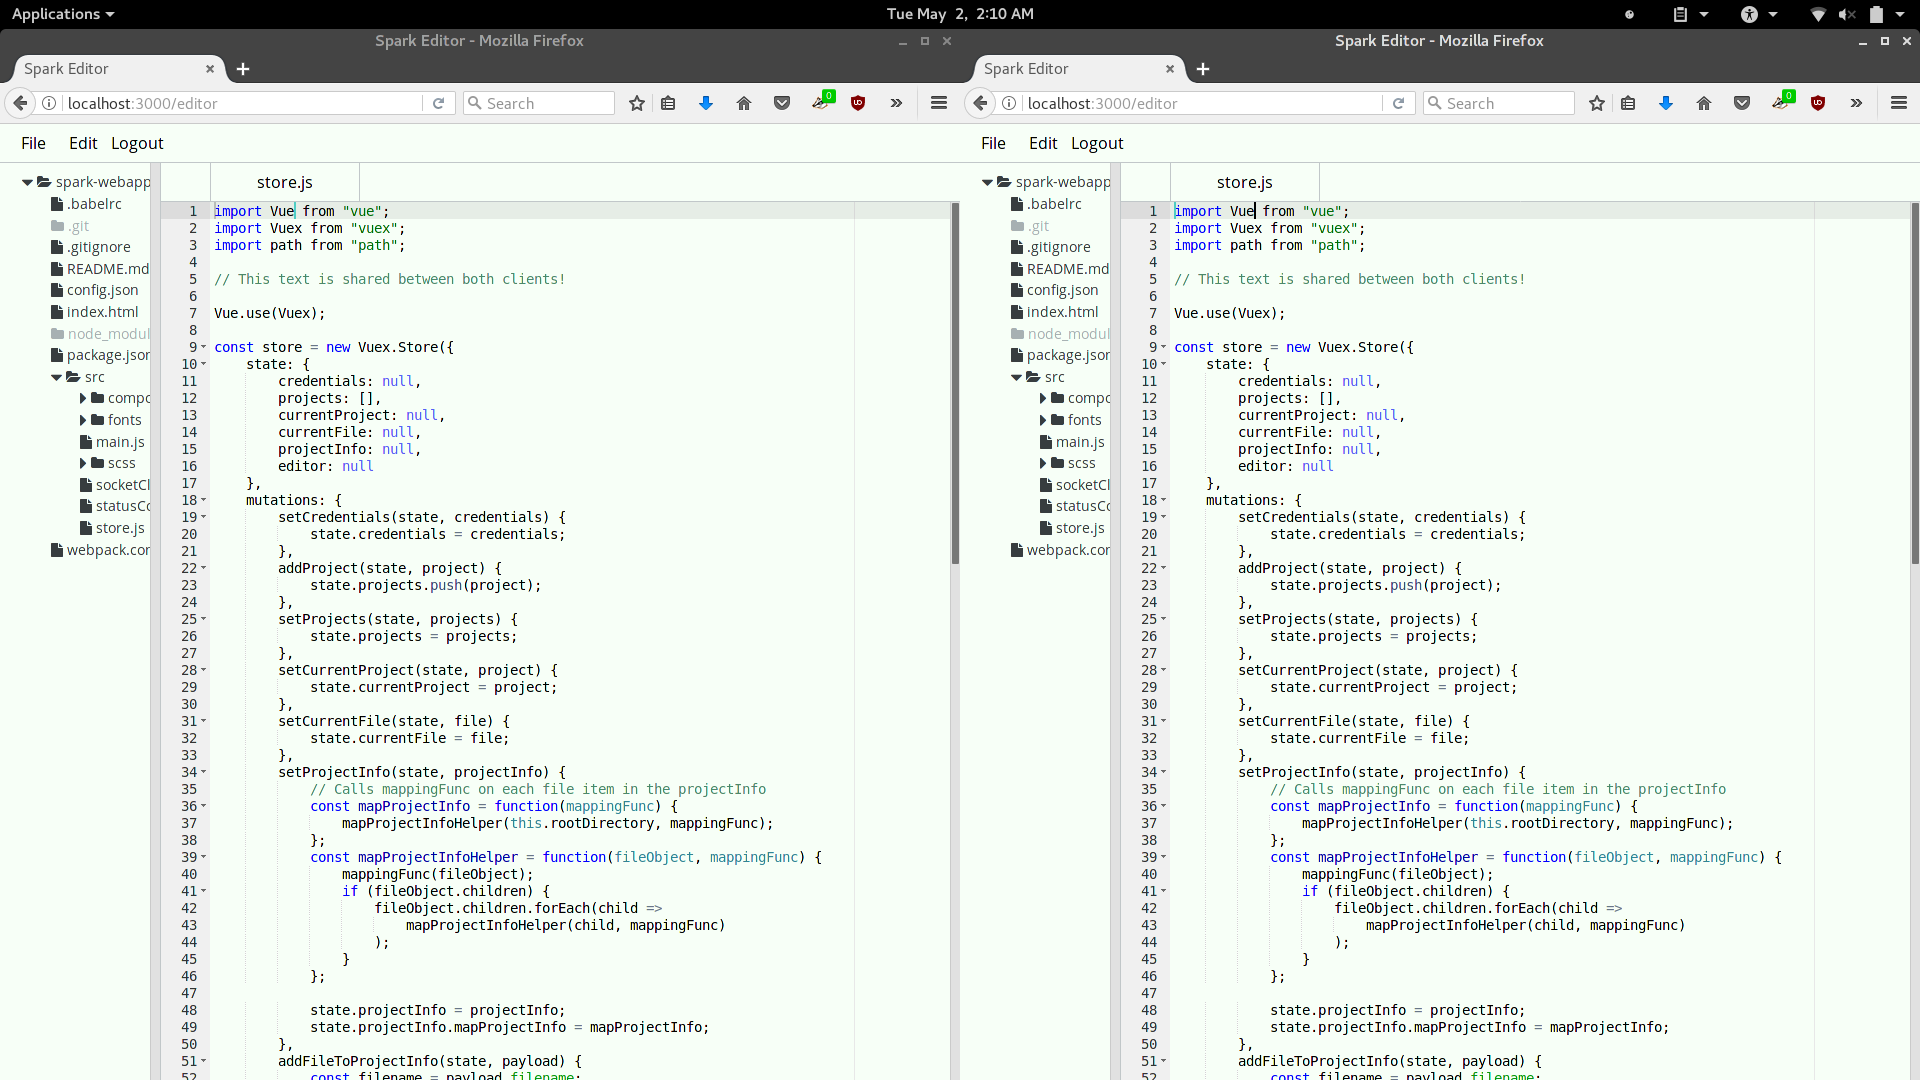 Applications
Tue May 2, 2:10 AM
Spark Editor - Mozilla Firefox
Spark Editor
localhost:3000/editor
Search
0
File Edit Logout
spark-webapp
.babelrc
.git
.gitignore
README.md
config.json
index.html
node_modul
package.json
src
compo
fonts
main.js
scss
socketCl
statusCo
store.js
webpack.con
store.js
1 import Vue from "vue";
2 import Vuex from "vuex";
3 import path from "path";
4
5 // This text is shared between both clients!
6
7 Vue.use(Vuex);
8
9 const store = new Vuex.Store({
10 state: {
11 credentials: null,
12 projects: [],
13 currentProject: null,
14 currentFile: null,
15 projectInfo: null,
16 editor: null
17 },
18 mutations: {
19 setCredentials(state, credentials) {
20 state.credentials = credentials;
21 },
22 addProject(state, project) {
23 state.projects.push(project);
24 },
25 setProjects(state, projects) {
26 state.projects = projects;
27 },
28 setCurrentProject(state, project) {
29 state.currentProject = project;
30 },
31 setCurrentFile(state, file) {
32 state.currentFile = file;
33 },
34 setProjectInfo(state, projectInfo) {
35 // Calls mappingFunc on each file item in the projectInfo
36 const mapProjectInfo = function(mappingFunc) {
37 mapProjectInfoHelper(this.rootDirectory, mappingFunc);
38 };
39 const mapProjectInfoHelper = function(fileObject, mappingFunc) {
40 mappingFunc(fileObject);
41 if (fileObject.children) {
42 fileObject.children.forEach(child =>
43 mapProjectInfoHelper(child, mappingFunc)
44 );
45 }
46 };
47
48 state.projectInfo = projectInfo;
49 state.projectInfo.mapProjectInfo = mapProjectInfo;
50 },
51 addFileToProjectInfo(state, payload) {
52 const filename = payload.filename;
Spark Editor - Mozilla Firefox
Spark Editor
localhost:3000/editor
Search
0
File Edit Logout
spark-webapp
.babelrc
.git
.gitignore
README.md
config.json
index.html
node_modul
package.json
src
compo
fonts
main.js
scss
socketCl
statusCo
store.js
webpack.con
store.js
1 import Vue from "vue";
2 import Vuex from "vuex";
3 import path from "path";
4
5 // This text is shared between both clients!
6
7 Vue.use(Vuex);
8
9 const store = new Vuex.Store({
10 state: {
11 credentials: null,
12 projects: [],
13 currentProject: null,
14 currentFile: null,
15 projectInfo: null,
16 editor: null
17 },
18 mutations: {
19 setCredentials(state, credentials) {
20 state.credentials = credentials;
21 },
22 addProject(state, project) {
23 state.projects.push(project);
24 },
25 setProjects(state, projects) {
26 state.projects = projects;
27 },
28 setCurrentProject(state, project) {
29 state.currentProject = project;
30 },
31 setCurrentFile(state, file) {
32 state.currentFile = file;
33 },
34 setProjectInfo(state, projectInfo) {
35 // Calls mappingFunc on each file item in the projectInfo
36 const mapProjectInfo = function(mappingFunc) {
37 mapProjectInfoHelper(this.rootDirectory, mappingFunc);
38 };
39 const mapProjectInfoHelper = function(fileObject, mappingFunc) {
40 mappingFunc(fileObject);
41 if (fileObject.children) {
42 fileObject.children.forEach(child =>
43 mapProjectInfoHelper(child, mappingFunc)
44 );
45 }
46 };
47
48 state.projectInfo = projectInfo;
49 state.projectInfo.mapProjectInfo = mapProjectInfo;
50 },
51 addFileToProjectInfo(state, payload) {
52 const filename = payload.filename;